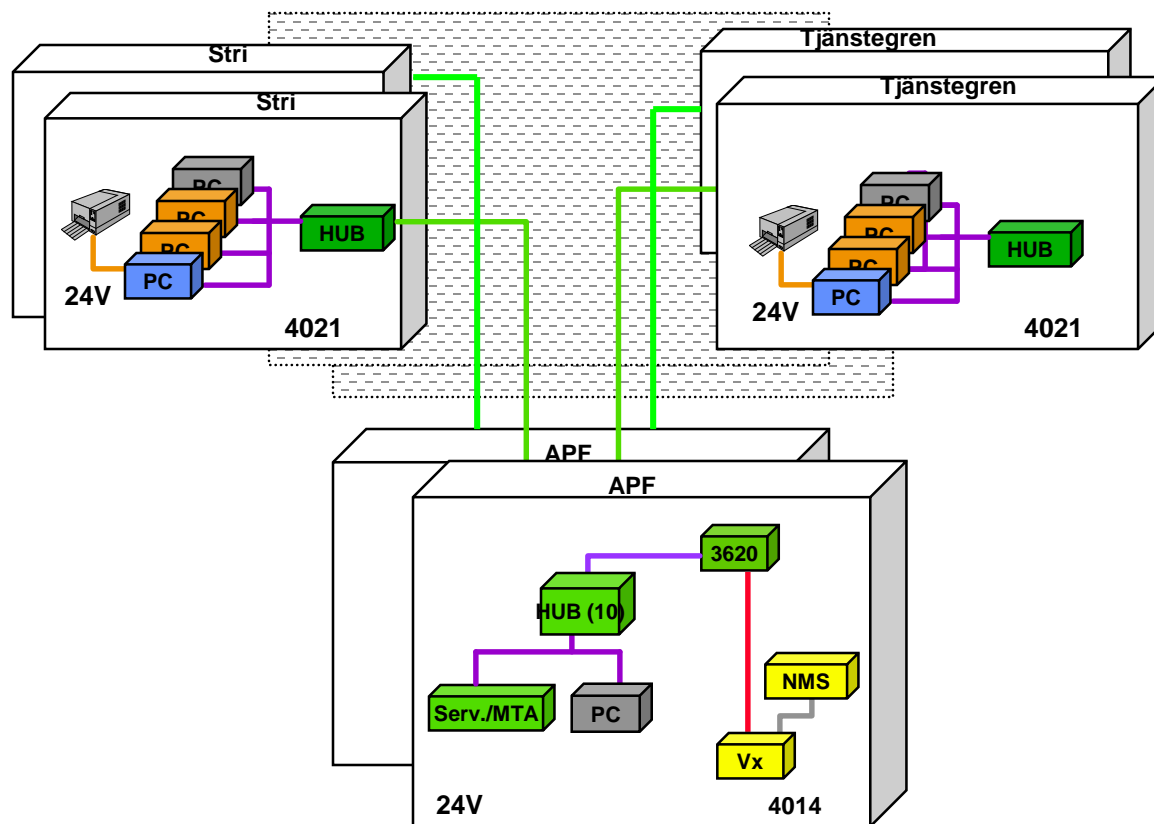 Stri
Stri
PC
PC
PC
PC
HUB
24V
4021
Tjänstegren
Tjänstegren
PC
PC
PC
PC
HUB
24V
4021
APF
APF
3620
HUB (10)
Serv./MTA
PC
NMS
Vx
24V
4014